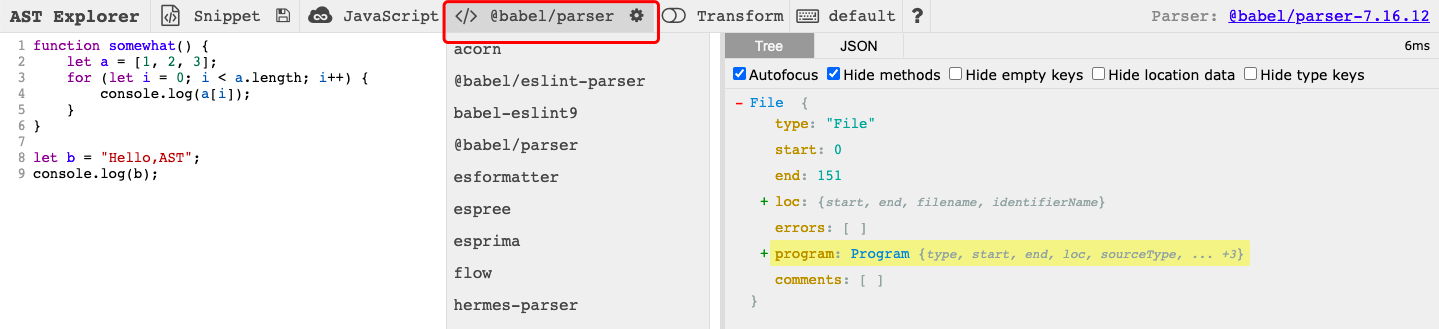 AST Explorer Snippet JavaScript </> @babel/parser Transform default ? Parser: @babel/parser-7.16.12
1 function somewhat() {
2 let a = [1, 2, 3];
3 for (let i = 0; i < a.length; i++) {
4 console.log(a[i]);
5 }
6 }
7
8 let b = "Hello,AST";
9 console.log(b);
acorn
@babel/eslint-parser
babel-eslint9
@babel/parser
esformatter
espree
esprima
flow
hermes-parser
Tree JSON 6ms
Autofocus Hide methods Hide empty keys Hide location data Hide type keys
- File {
type: "File"
start: 0
end: 151
+ loc: {start, end, filename, identifierName}
errors: [ ]
+ program: Program {type, start, end, loc, sourceType, ... +3}
comments: [ ]
}